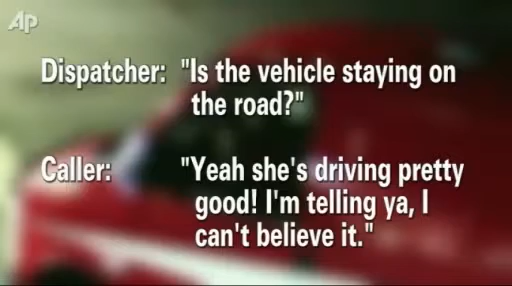 AP
Dispatcher: "Is the vehicle staying on
the road?"
Caller: "Yeah she's driving pretty
good! I'm telling ya, I
can't believe it."